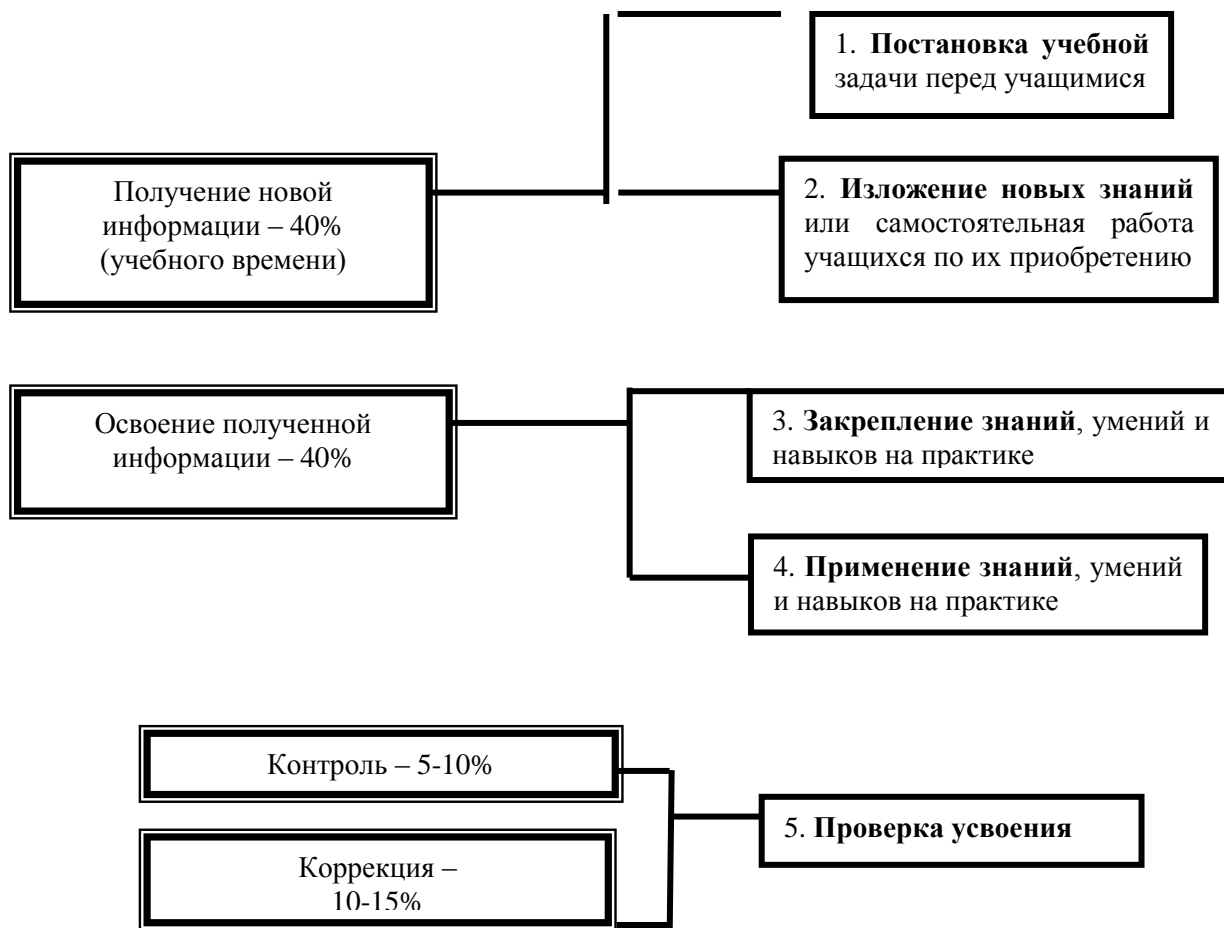 1. Постановка учебной
задачи перед учащимися
Получение новой
информации – 40%
(учебного времени)
2. Изложение новых знаний
или самостоятельная работа
учащихся по их приобретению
Освоение полученной
информации – 40%
3. Закрепление знаний, умений и
навыков на практике
4. Применение знаний, умений
и навыков на практике
Контроль – 5-10%
5. Проверка усвоения
Коррекция –
10-15%